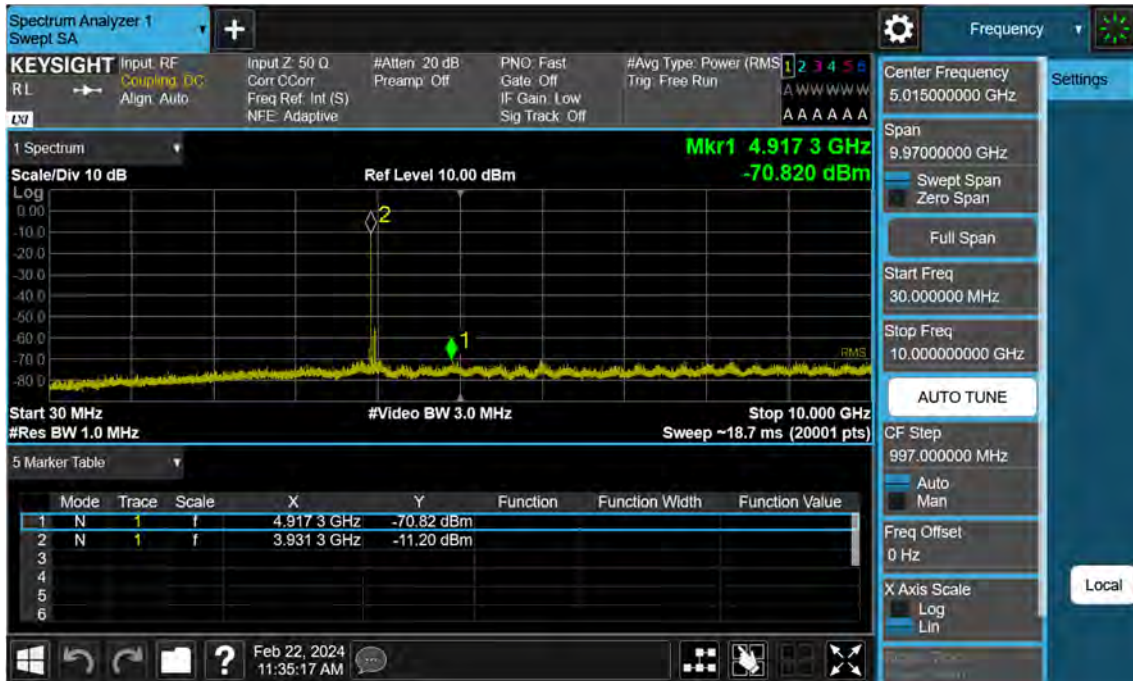 Spectrum Analyzer 1
Swept SA
+
Frequency
KEYSIGHT
RL
LXI
Input: RF
Coupling: DC
Align: Auto
Input Z: 50 Ω
Corr CCorr
Freq Ref: Int (S)
NFE: Adaptive
#Atten: 20 dB
Preamp: Off
PNO: Fast
Gate: Off
IF Gain: Low
Sig Track: Off
#Avg Type: Power (RMS
Trig: Free Run
1 2 3 4 5 6
A W W W W W
A A A A A A
Center Frequency
5.015000000 GHz
Settings
1 Spectrum
Mkr1 4.917 3 GHz
Scale/Div 10 dB
Ref Level 10.00 dBm
-70.820 dBm
Log
0.00
-10.0
-20.0
-30.0
-40.0
-50.0
-60.0
-70.0
-80.0
2
1
RMS
Start 30 MHz
#Video BW 3.0 MHz
Stop 10.000 GHz
#Res BW 1.0 MHz
Sweep ~18.7 ms (20001 pts)
Span
9.97000000 GHz
Swept Span
Zero Span
Full Span
Start Freq
30.000000 MHz
Stop Freq
10.000000000 GHz
AUTO TUNE
CF Step
997.000000 MHz
Auto
Man
Freq Offset
0 Hz
X Axis Scale
Log
Lin
Local
5 Marker Table
Mode Trace Scale X Y Function Function Width Function Value
1 N 1 f 4.917 3 GHz -70.82 dBm
2 N 1 f 3.931 3 GHz -11.20 dBm
3
4
5
6
?
Feb 22, 2024
11:35:17 AM